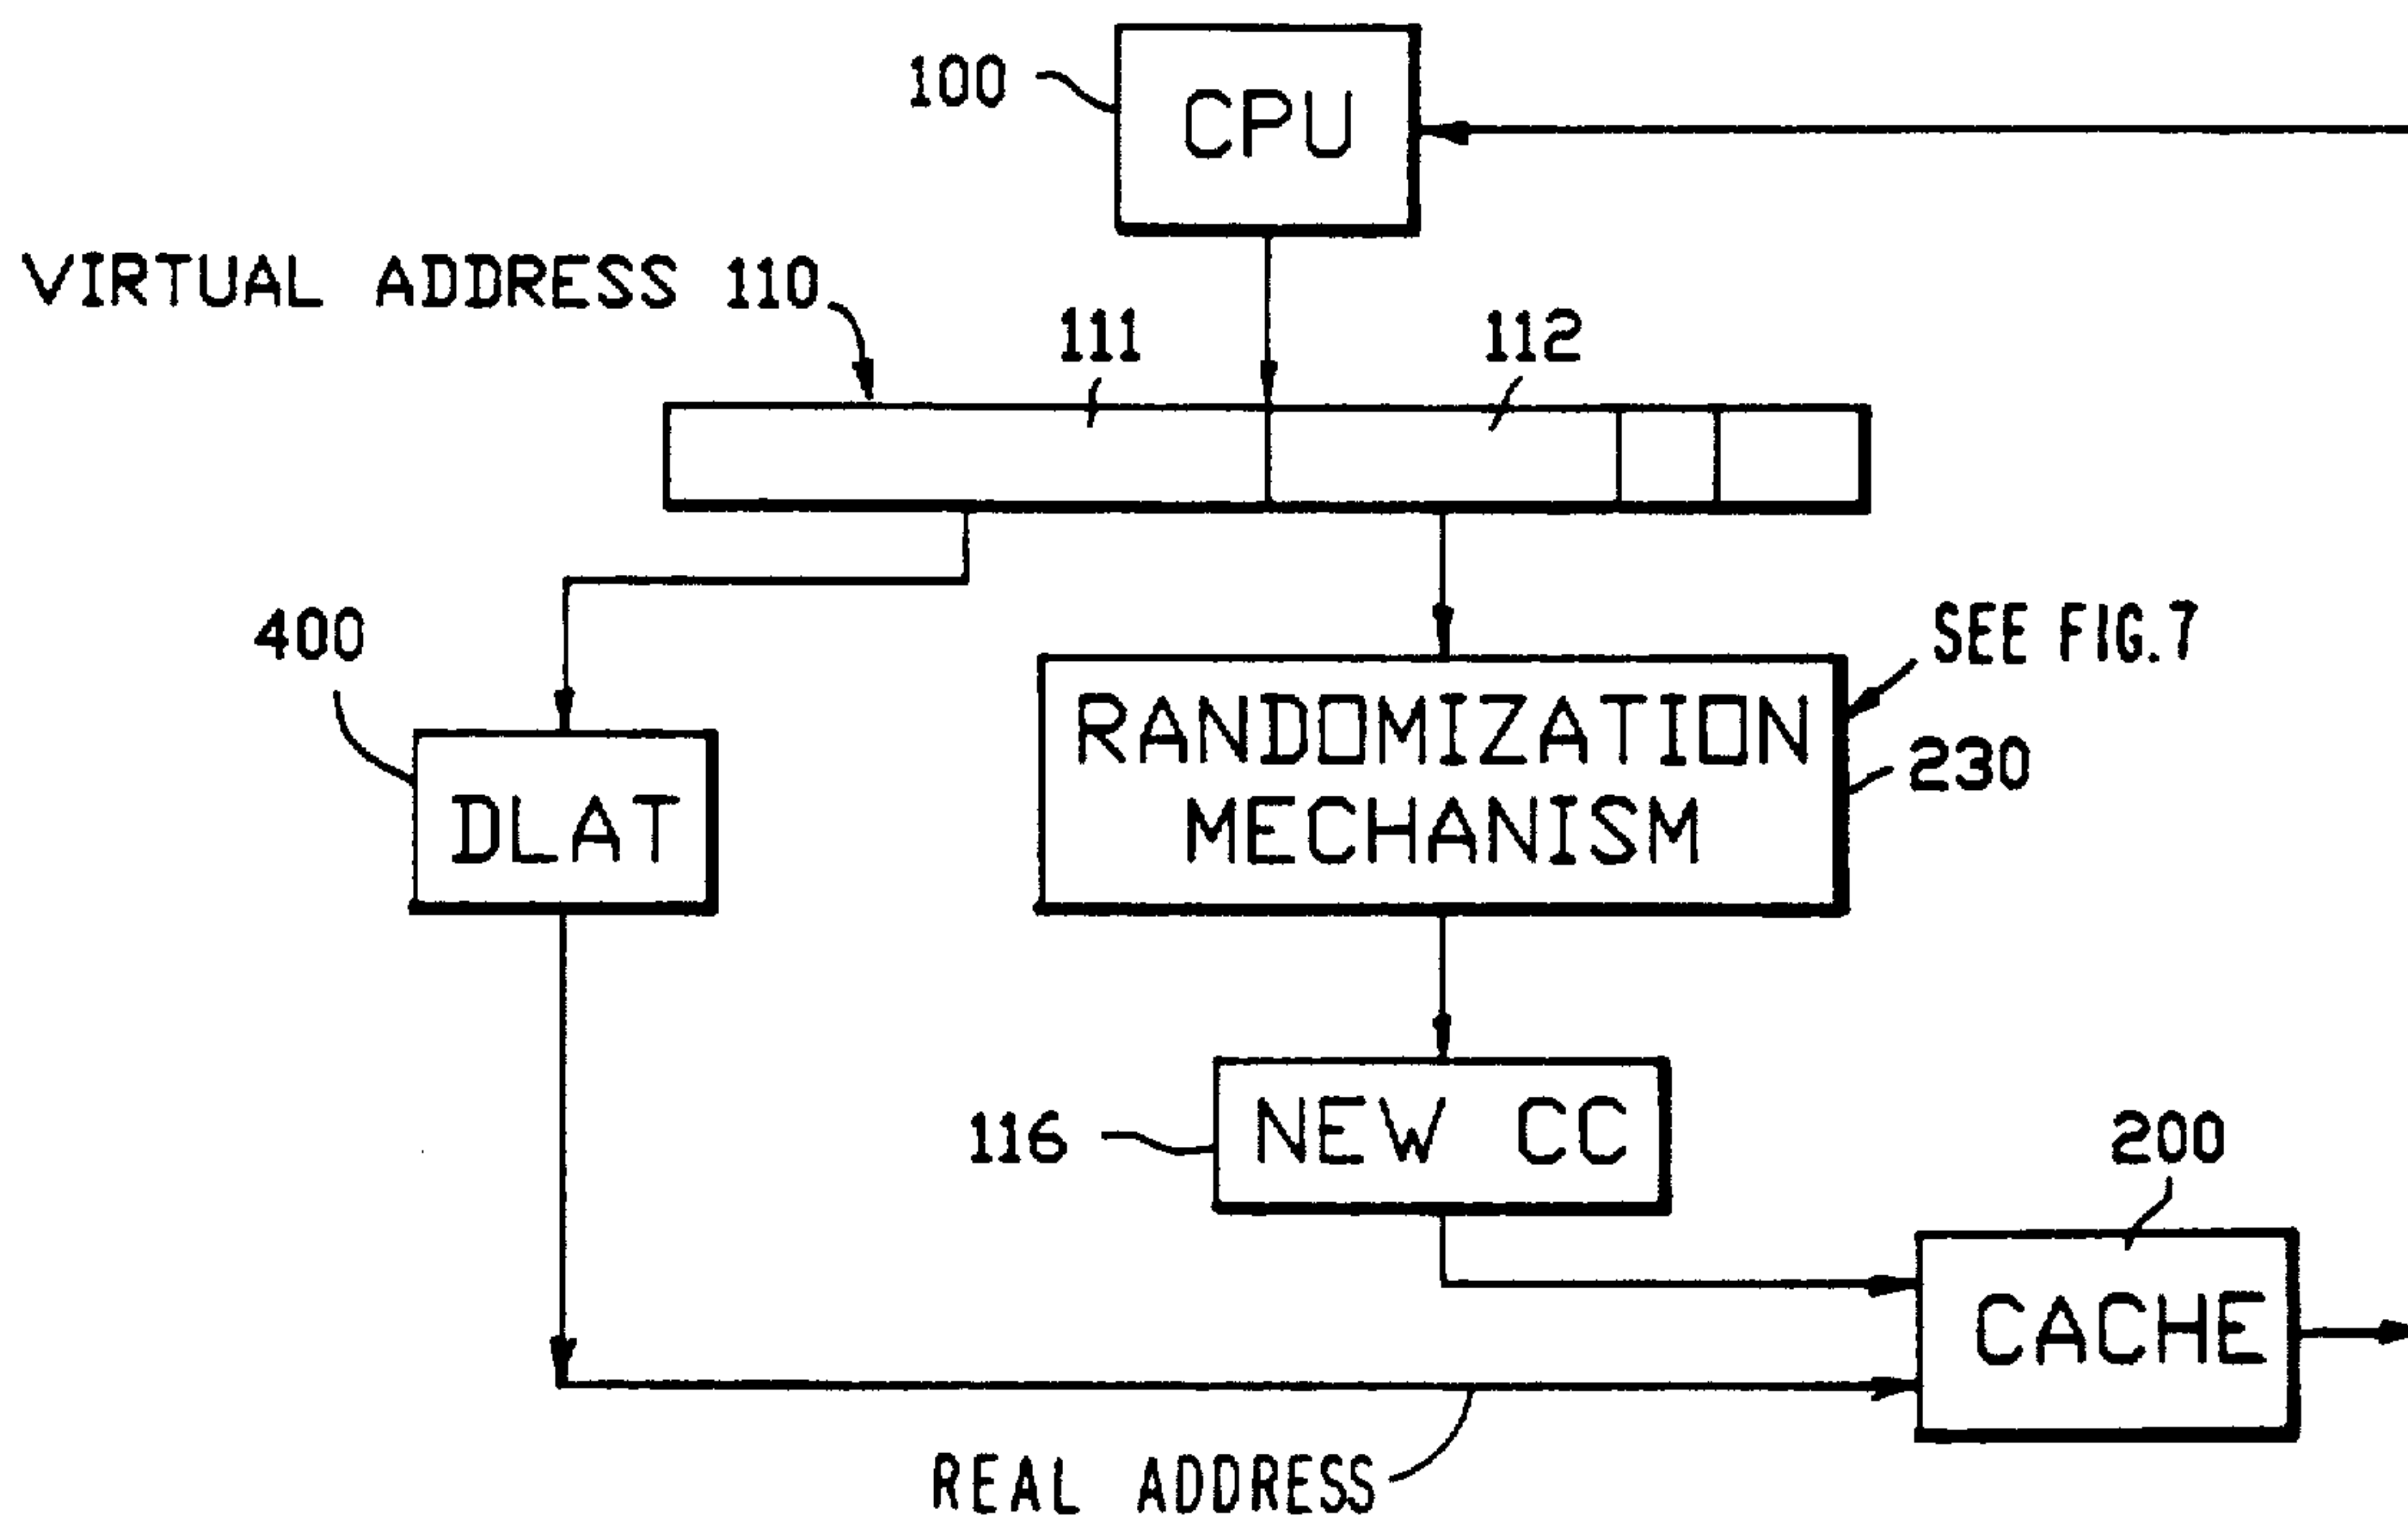 100
CPU
VIRTUAL ADDRESS 110
111
112
400
SEE FIG.7
RANDOMIZATION
MECHANISM
230
DLAT
116
NEW CC
200
CACHE
REAL ADDRESS